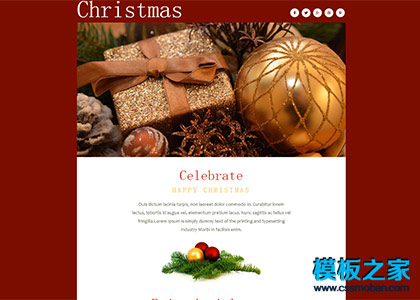 Christmas
Celebrate
HAPPY CHRISTMAS
Duis dictum lacinia turpis, non laoreet dolor commodo in. Curabitur lorem
lectus, lobortis id augue vel, elementum pretium lacus. Nunc sagittis ac tellus vel
fringilla Lorem Ipsum is simply dummy text of the printing and typesetting
industry Morbi in facilisis enim.
模板之家
www.cssmoban.com